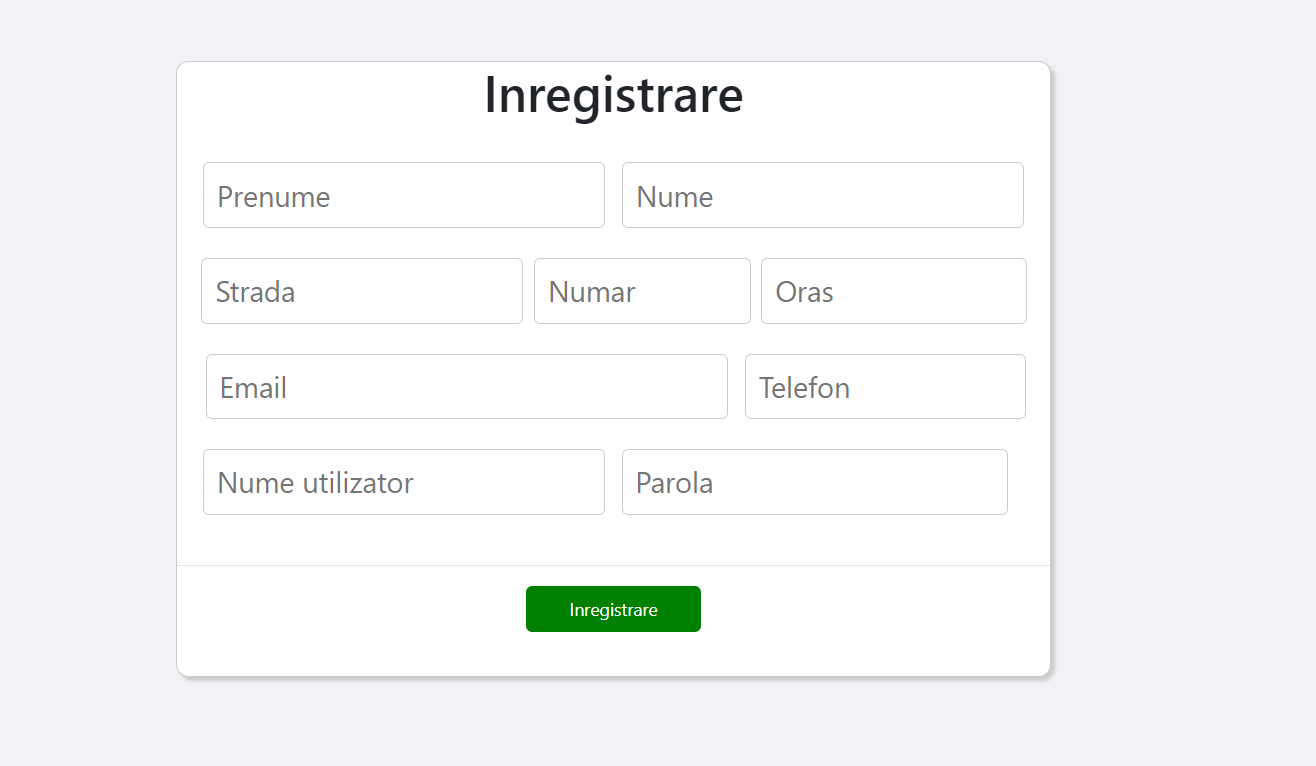 Inregistrare
Prenume Nume
Strada Numar Oras
Email Telefon
Nume utilizator Parola
Inregistrare